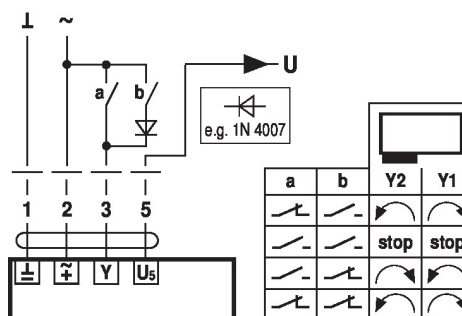 ⊥ ~
a b
U
e.g. 1N 4007
1 2 3 5
Y U5
a b Y2 Y1
stop stop